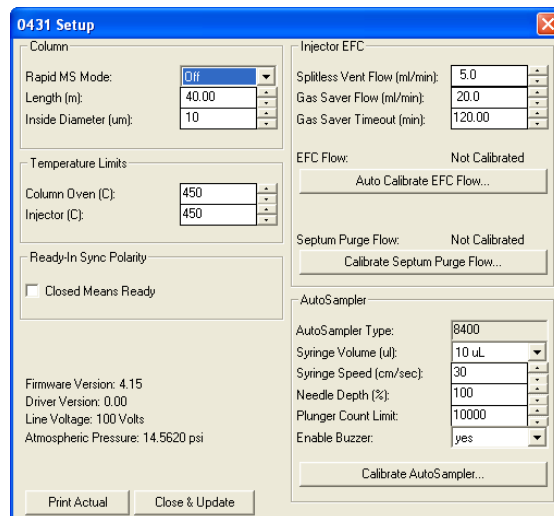 0431 Setup
Column
Rapid MS Mode: Off
Length (m): 40.00
Inside Diameter (um): 10
Temperature Limits
Column Oven (C): 450
Injector (C): 450
Ready-In Sync Polarity
Closed Means Ready
Firmware Version: 4.15
Driver Version: 0.00
Line Voltage: 100 Volts
Atmospheric Pressure: 14.5620 psi
Print Actual
Close & Update
Injector EFC
Splitless Vent Flow (ml/min): 5.0
Gas Saver Flow (ml/min): 20.0
Gas Saver Timeout (min): 120.00
EFC Flow: Not Calibrated
Auto Calibrate EFC Flow...
Septum Purge Flow: Not Calibrated
Calibrate Septum Purge Flow...
AutoSampler
AutoSampler Type: 8400
Syringe Volume (ul): 10 uL
Syringe Speed (cm/sec): 30
Needle Depth (%): 100
Plunger Count Limit: 10000
Enable Buzzer: yes
Calibrate AutoSampler...